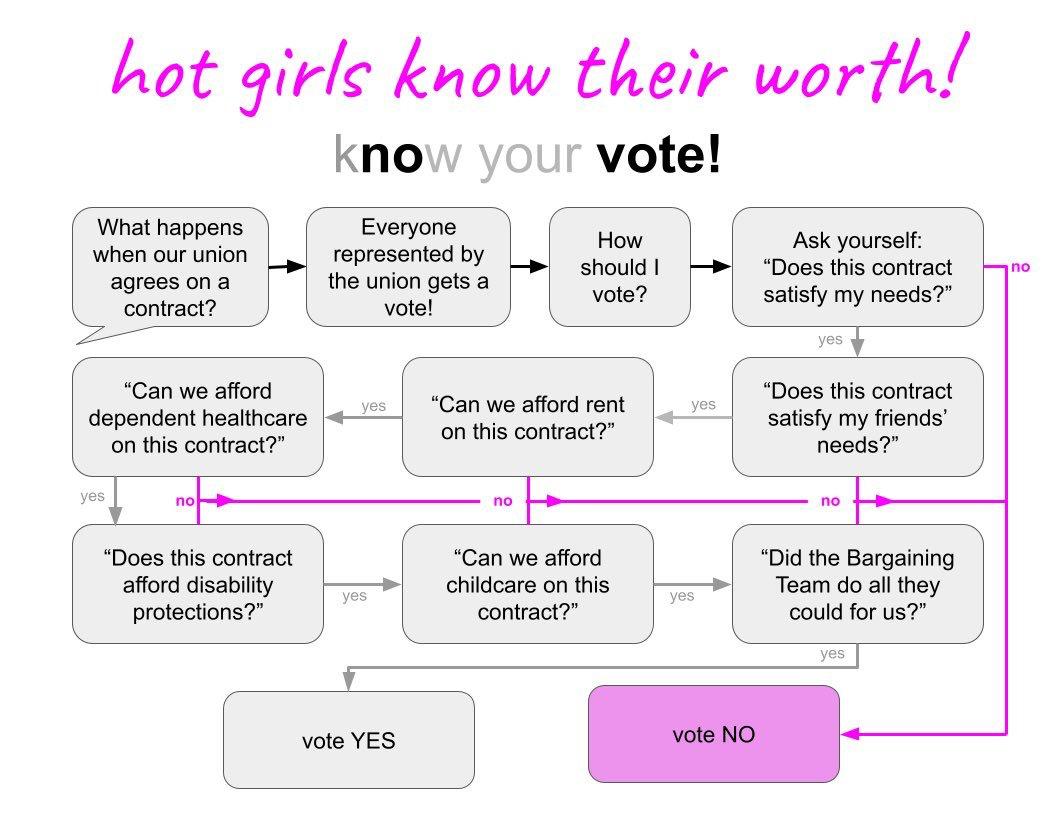 hot girls know their worth!
know your vote!
What happens
when our union
agrees on a
contract?
Everyone
represented by
the union gets a
vote!
How
should I
vote?
Ask yourself:
“Does this contract
satisfy my needs?”
no
yes
“Does this contract
satisfy my friends’
needs?”
yes
“Can we afford rent
on this contract?”
yes
“Can we afford
dependent healthcare
on this contract?”
yes
no
no
no
“Does this contract
afford disability
protections?”
yes
“Can we afford
childcare on this
contract?”
yes
“Did the Bargaining
Team do all they
could for us?”
yes
vote YES
vote NO